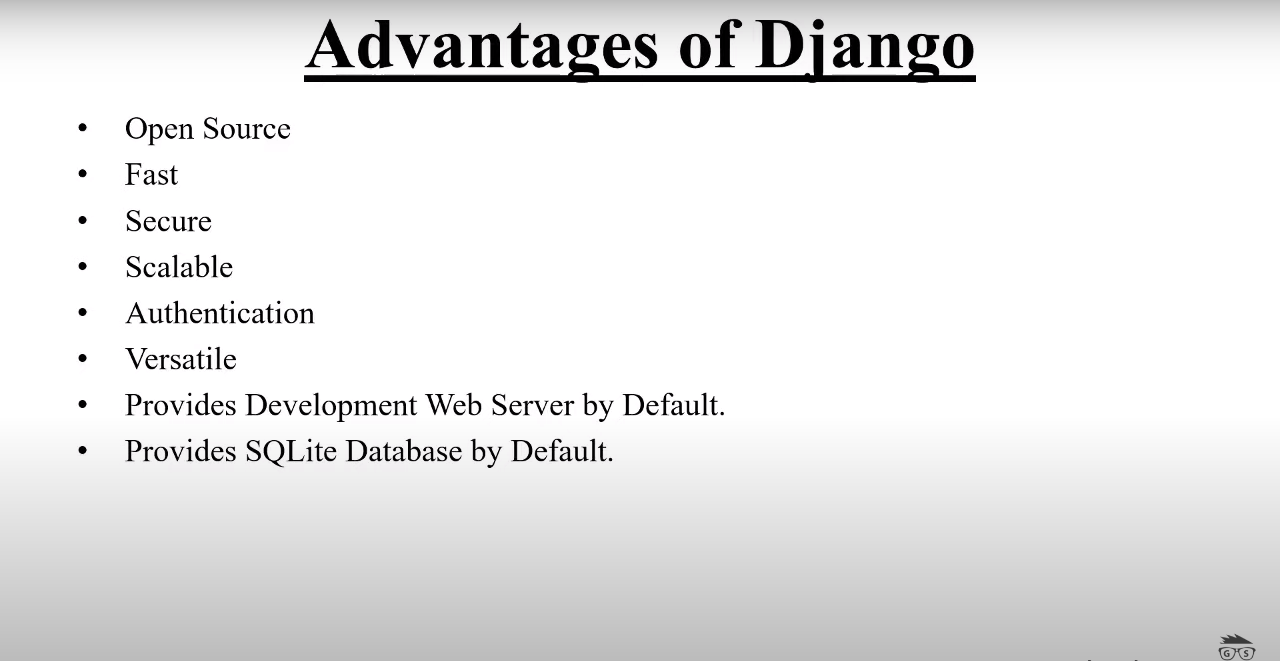 Advantages of Django
• Open Source
• Fast
• Secure
• Scalable
• Authentication
• Versatile
• Provides Development Web Server by Default.
• Provides SQLite Database by Default.
G S